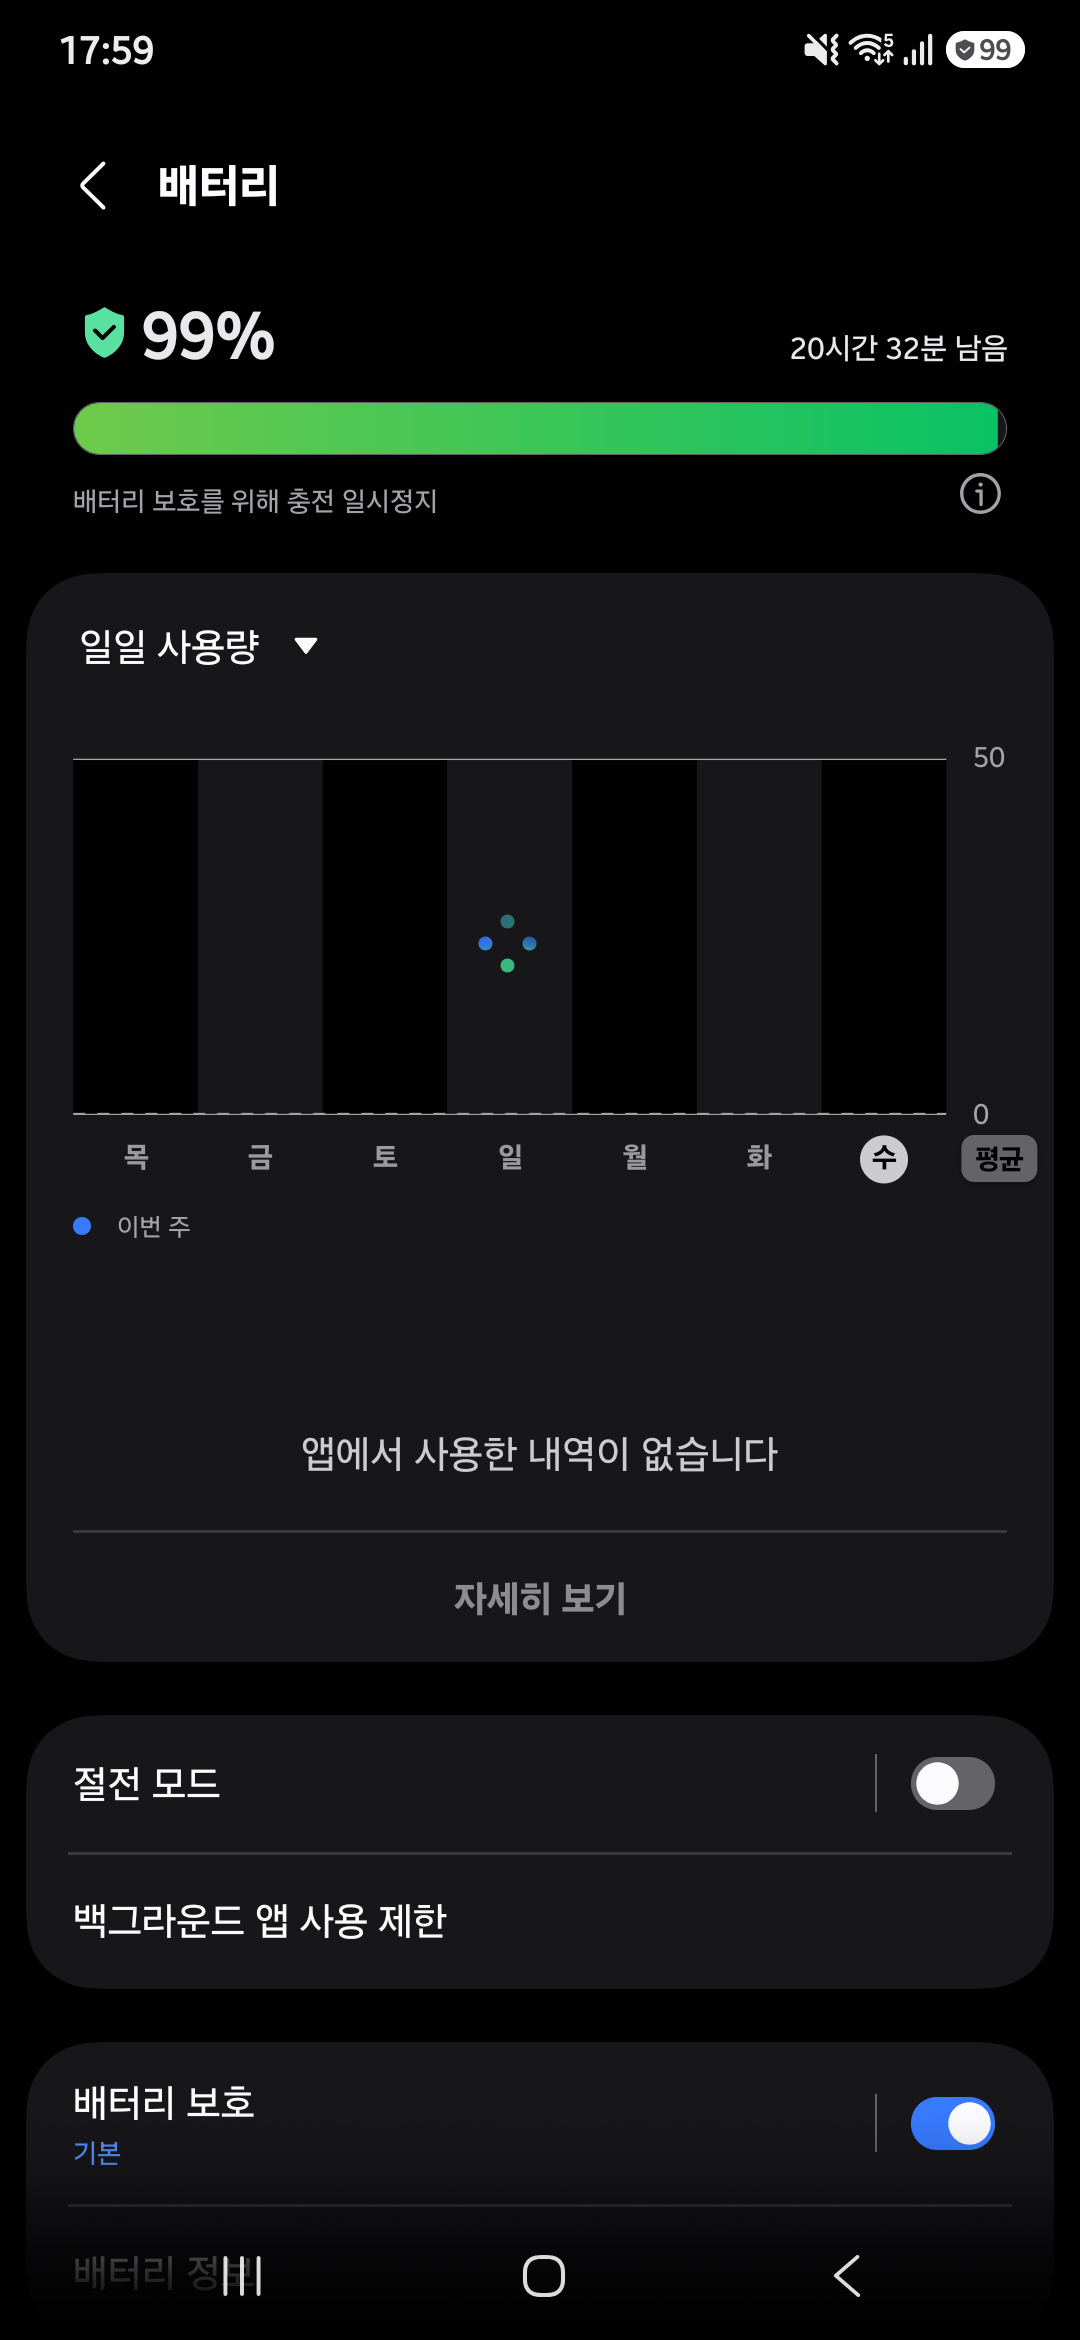 17:59
5
99
배터리
99%
20시간 32분 남음
배터리 보호를 위해 충전 일시정지
일일 사용량
50
0
목 금 토 일 월 화 수 평균
이번 주
앱에서 사용한 내역이 없습니다
자세히 보기
절전 모드
백그라운드 앱 사용 제한
배터리 보호
기본
배터리 정보